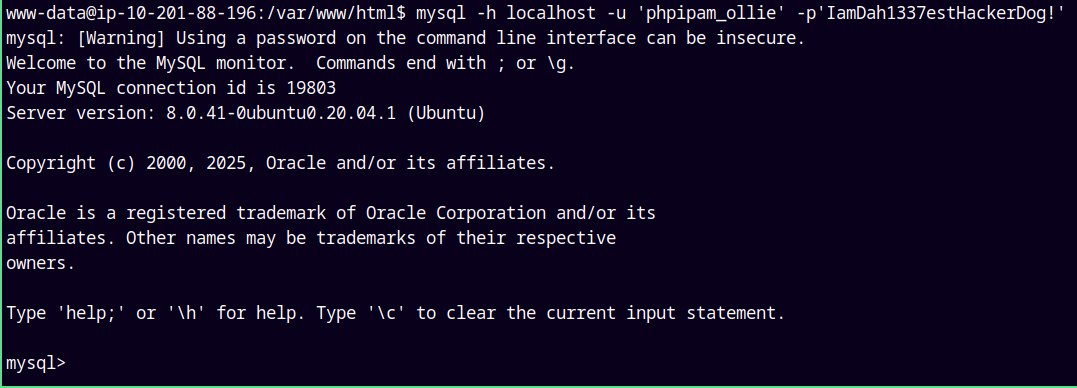 www-data@ip-10-201-88-196:/var/www/html$ mysql -h localhost -u 'phpipam_ollie' -p'IamDah1337estHackerDog!'
mysql: [Warning] Using a password on the command line interface can be insecure.
Welcome to the MySQL monitor.  Commands end with ; or \g.
Your MySQL connection id is 19803
Server version: 8.0.41-0ubuntu0.20.04.1 (Ubuntu)

Copyright (c) 2000, 2025, Oracle and/or its affiliates.

Oracle is a registered trademark of Oracle Corporation and/or its
affiliates. Other names may be trademarks of their respective
owners.

Type 'help;' or '\h' for help. Type '\c' to clear the current input statement.

mysql>